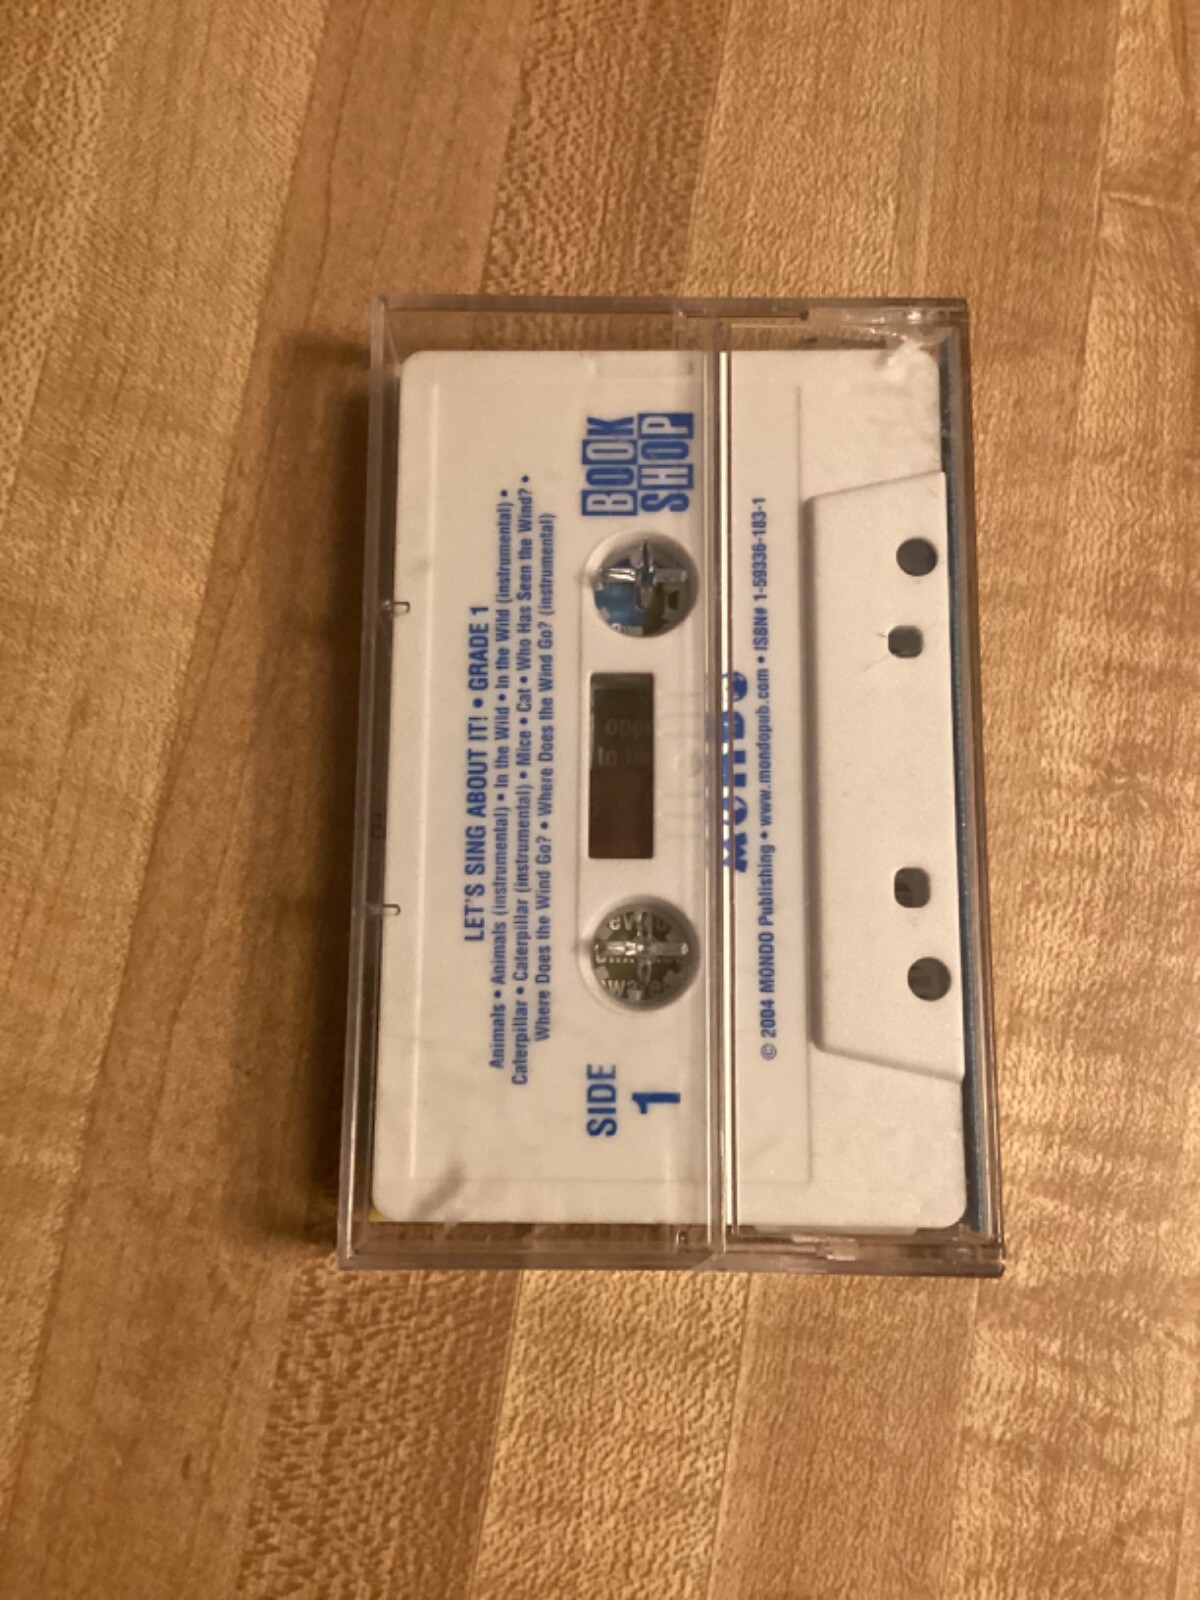 LET'S SING ABOUT IT! • GRADE 1
Animals • Animals (instrumental) • In the Wild • In the Wild (instrumental) •
Caterpillar • Caterpillar (instrumental) • Mice • Cat • Who Has Seen the Wind? •
Where Does the Wind Go? • Where Does the Wind Go? (instrumental)
SIDE
1
BOOK
SHOP
MONDO
© 2004 MONDO Publishing • www.mondopub.com • ISBN# 1-59336-183-1